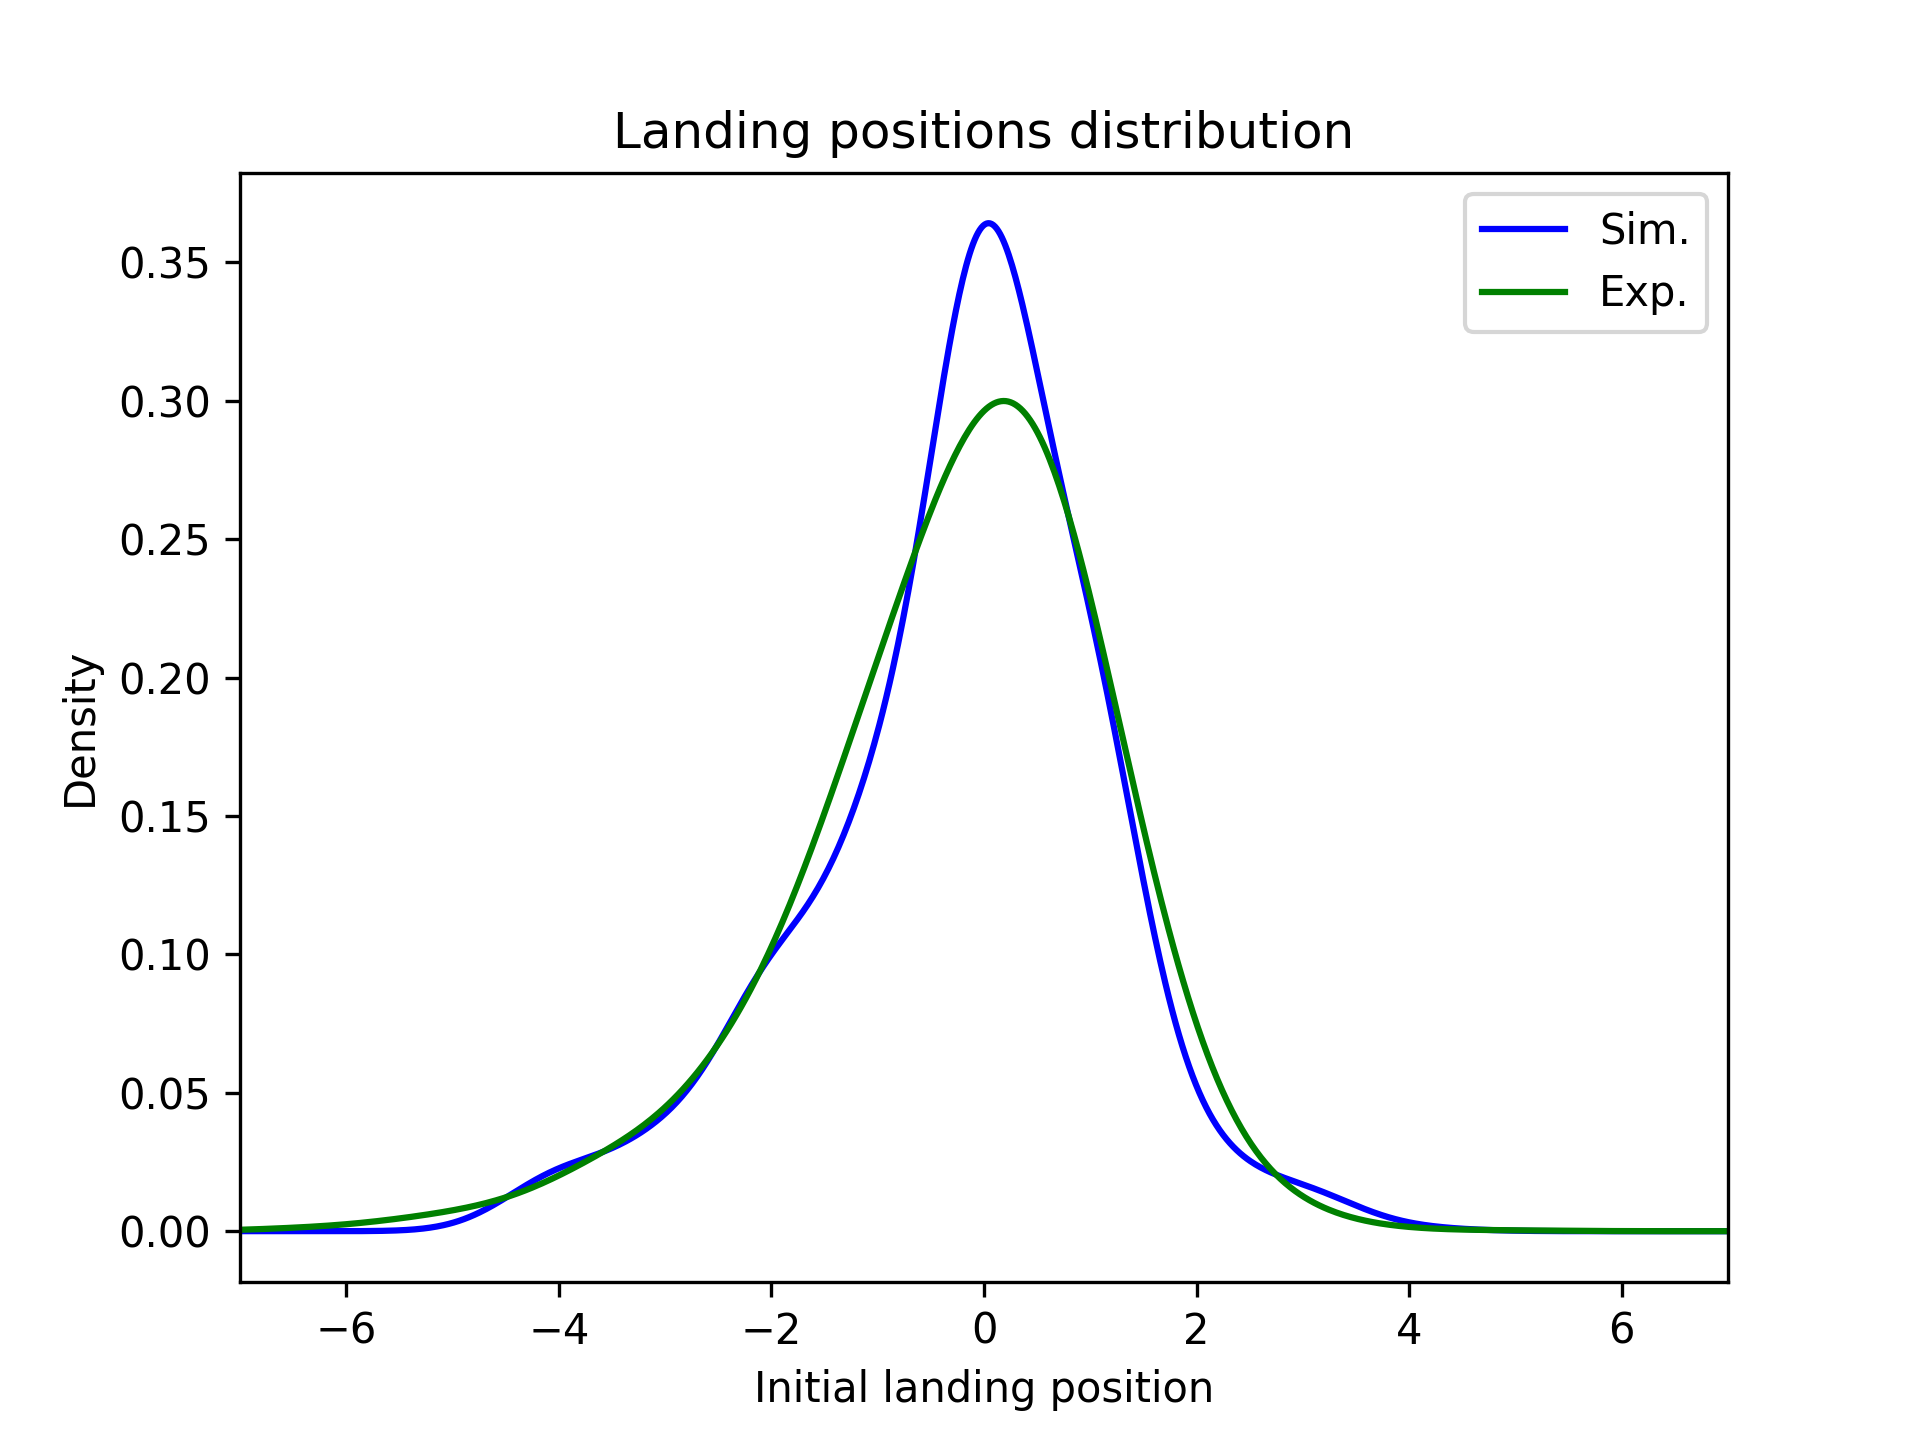 Landing positions distribution
Sim.
Exp.
Density
0.35
0.30
0.25
0.20
0.15
0.10
0.05
0.00
−6 −4 −2 0 2 4 6
Initial landing position